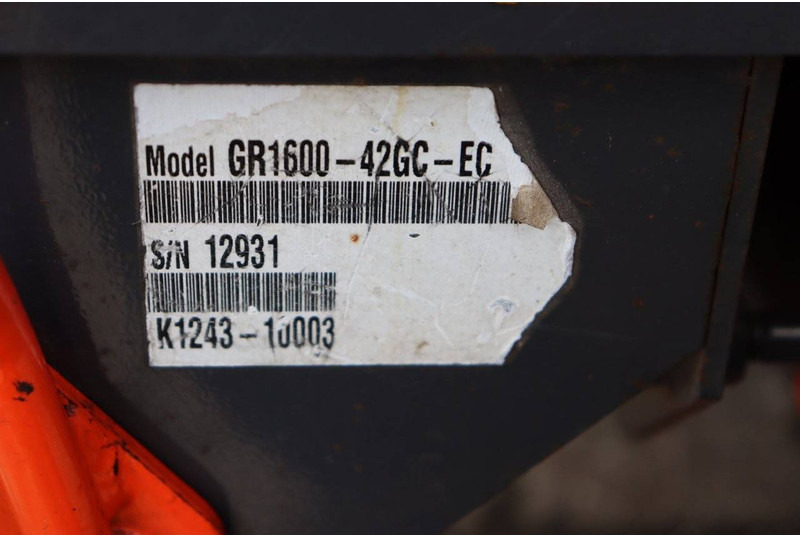 Model GR1600-42GC-EC
S/N 12931
K1243-10003